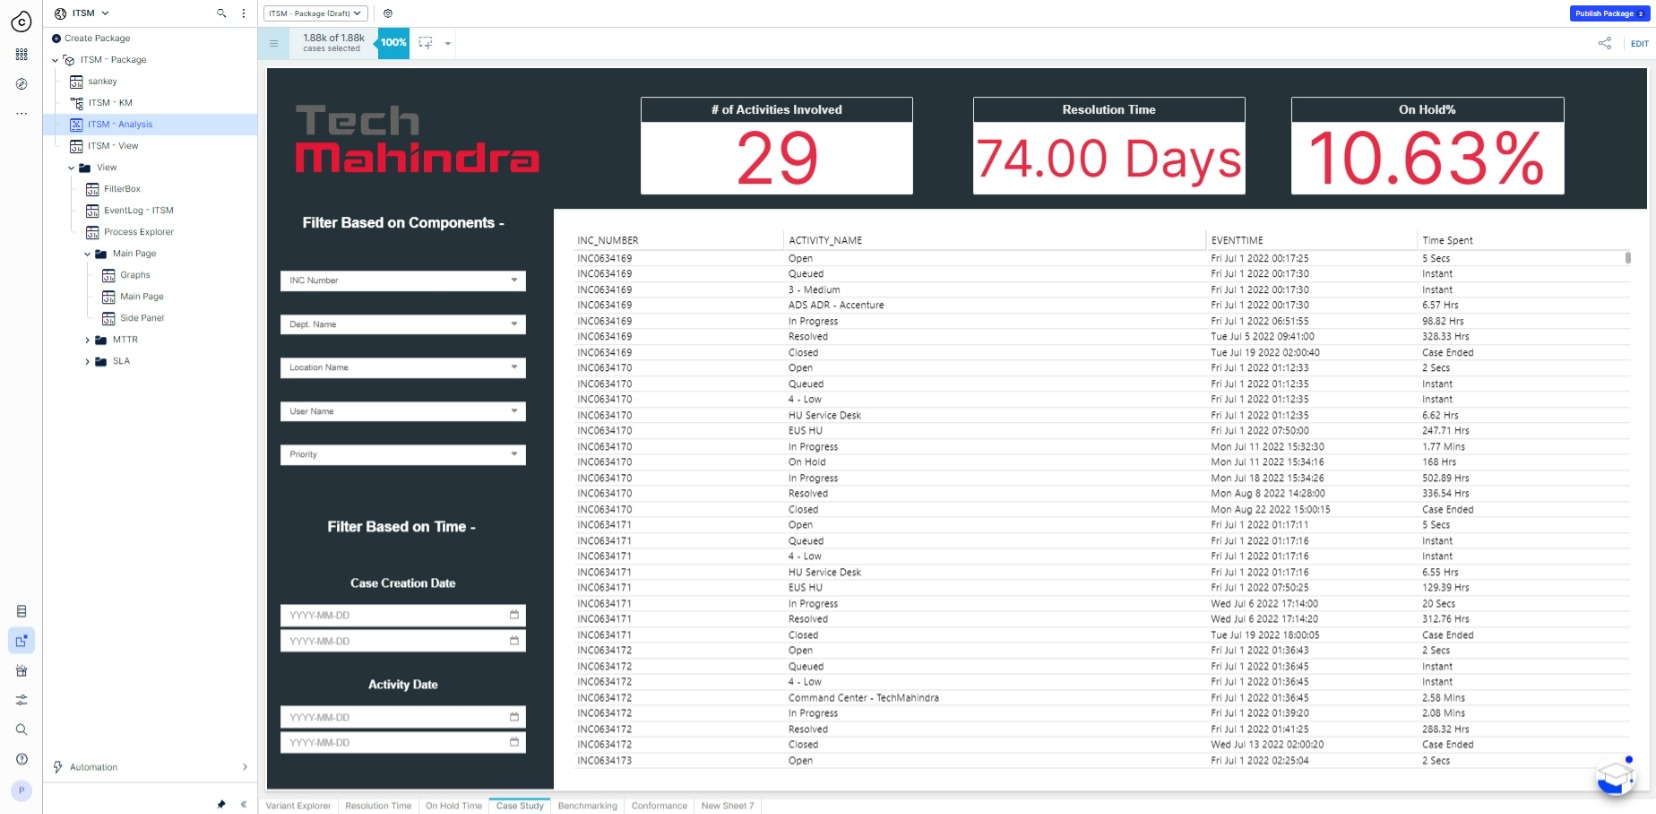 ITSM
ITSM - Package (Draft)
Publish Package 2
Create Package
ITSM - Package
sankey
ITSM - KM
ITSM - Analysis
ITSM - View
View
FilterBox
EventLog - ITSM
Process Explorer
Main Page
Graphs
Main Page
Side Panel
MTTR
SLA
Automation
P
1.88k of 1.88k
cases selected
100%
EDIT
Tech
Mahindra
# of Activities Involved
29
Resolution Time
74.00 Days
On Hold%
10.63%
Filter Based on Components -
INC Number
Dept. Name
Location Name
User Name
Priority
Filter Based on Time -
Case Creation Date
YYYY-MM-DD
YYYY-MM-DD
Activity Date
YYYY-MM-DD
YYYY-MM-DD
INC_NUMBER ACTIVITY_NAME EVENTTIME Time Spent
INC0634169 Open Fri Jul 1 2022 00:17:25 5 Secs
INC0634169 Queued Fri Jul 1 2022 00:17:30 Instant
INC0634169 3 - Medium Fri Jul 1 2022 00:17:30 Instant
INC0634169 ADS ADR - Accenture Fri Jul 1 2022 00:17:30 6.57 Hrs
INC0634169 In Progress Fri Jul 1 2022 06:51:55 98.82 Hrs
INC0634169 Resolved Tue Jul 5 2022 09:41:00 328.33 Hrs
INC0634169 Closed Tue Jul 19 2022 02:00:40 Case Ended
INC0634170 Open Fri Jul 1 2022 01:12:33 2 Secs
INC0634170 Queued Fri Jul 1 2022 01:12:35 Instant
INC0634170 4 - Low Fri Jul 1 2022 01:12:35 Instant
INC0634170 HU Service Desk Fri Jul 1 2022 01:12:35 6.62 Hrs
INC0634170 EUS HU Fri Jul 1 2022 07:50:00 247.71 Hrs
INC0634170 In Progress Mon Jul 11 2022 15:32:30 1.77 Mins
INC0634170 On Hold Mon Jul 11 2022 15:34:16 168 Hrs
INC0634170 In Progress Mon Jul 18 2022 15:34:26 502.89 Hrs
INC0634170 Resolved Mon Aug 8 2022 14:28:00 336.54 Hrs
INC0634170 Closed Mon Aug 22 2022 15:00:15 Case Ended
INC0634171 Open Fri Jul 1 2022 01:17:11 5 Secs
INC0634171 Queued Fri Jul 1 2022 01:17:16 Instant
INC0634171 4 - Low Fri Jul 1 2022 01:17:16 Instant
INC0634171 HU Service Desk Fri Jul 1 2022 01:17:16 6.55 Hrs
INC0634171 EUS HU Fri Jul 1 2022 07:50:25 129.39 Hrs
INC0634171 In Progress Wed Jul 6 2022 17:14:00 20 Secs
INC0634171 Resolved Wed Jul 6 2022 17:14:20 312.76 Hrs
INC0634171 Closed Tue Jul 19 2022 18:00:05 Case Ended
INC0634172 Open Fri Jul 1 2022 01:36:43 2 Secs
INC0634172 Queued Fri Jul 1 2022 01:36:45 Instant
INC0634172 4 - Low Fri Jul 1 2022 01:36:45 Instant
INC0634172 Command Center - TechMahindra Fri Jul 1 2022 01:36:45 2.58 Mins
INC0634172 In Progress Fri Jul 1 2022 01:39:20 2.08 Mins
INC0634172 Resolved Fri Jul 1 2022 01:41:25 288.32 Hrs
INC0634172 Closed Wed Jul 13 2022 02:00:20 Case Ended
INC0634173 Open Fri Jul 1 2022 02:25:04 2 Secs
Variant Explorer Resolution Time On Hold Time Case Study Benchmarking Conformance New Sheet 7